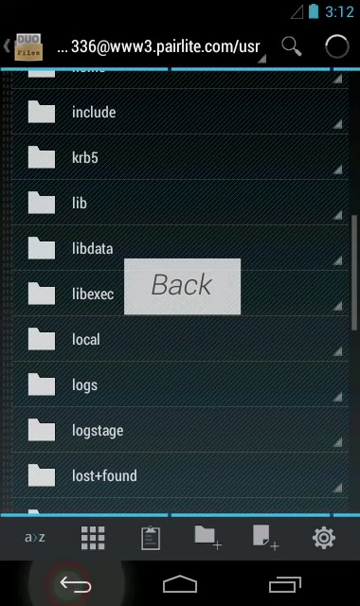 3:12
DUO
Files
... 336@www3.pairlite.com/usr
include
krb5
lib
libdata
Back
libexec
local
logs
logstage
lost+found
a›z